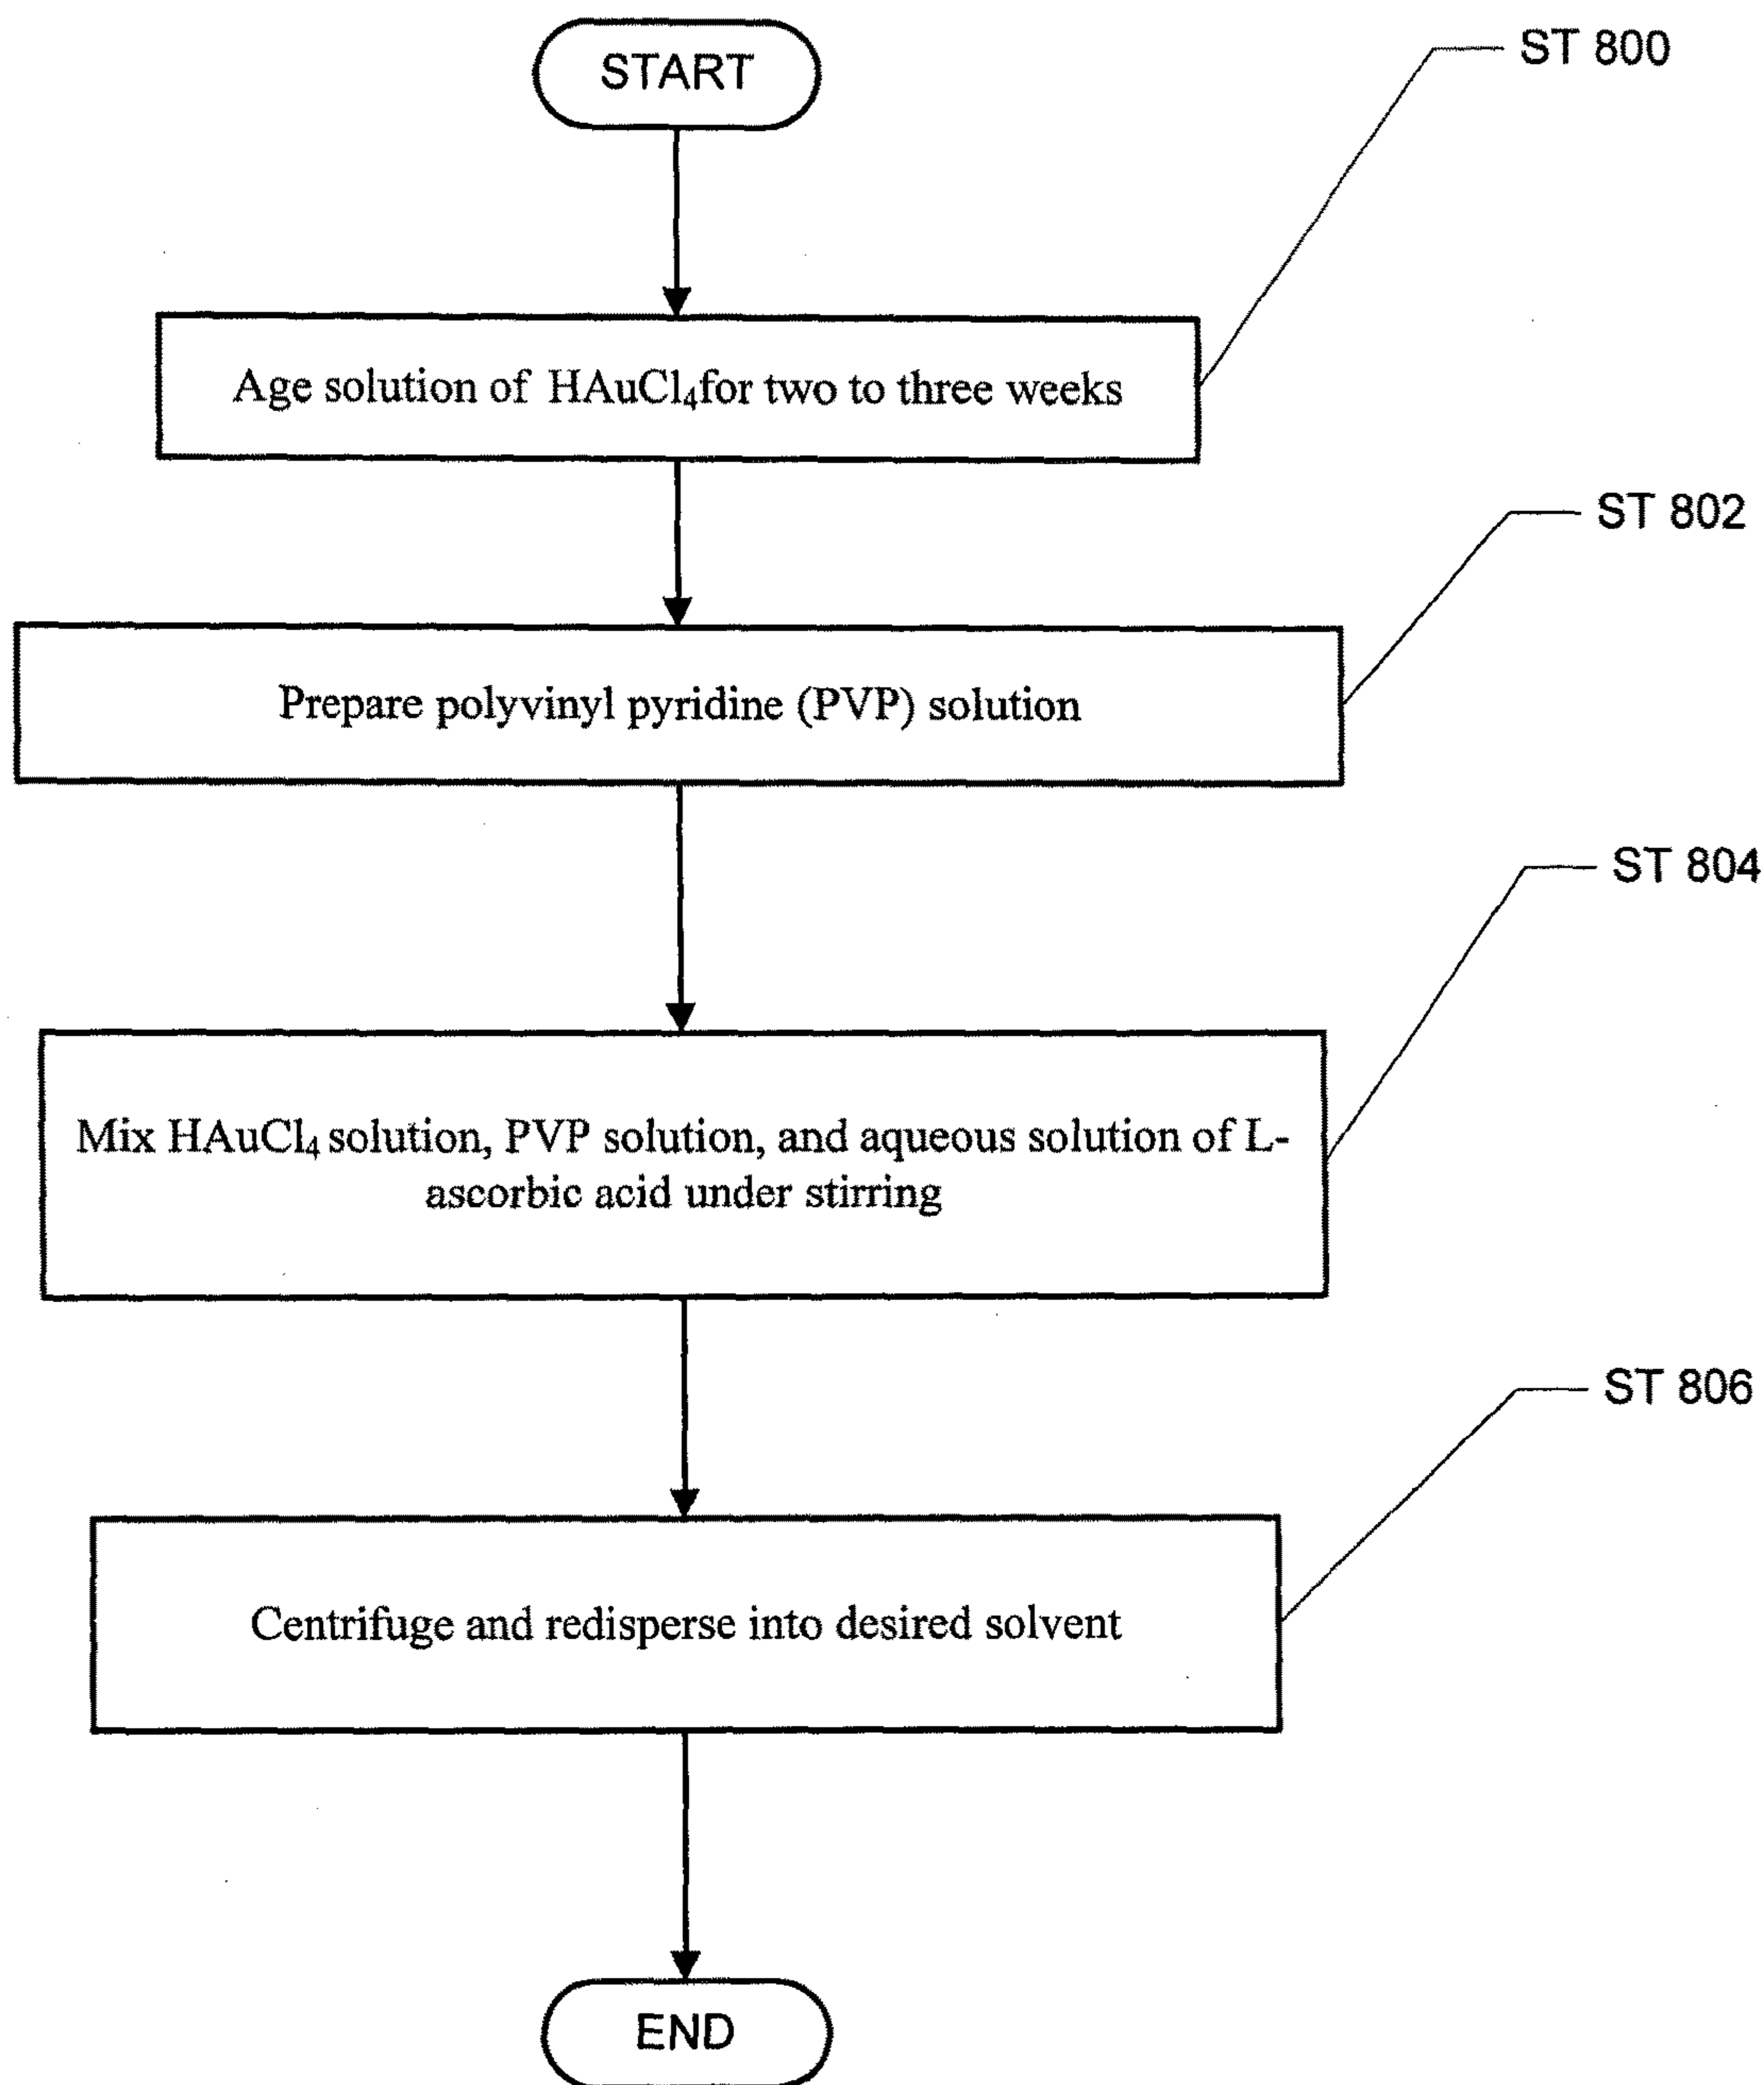 START
ST 800
Age solution of HAuCl₄for two to three weeks
ST 802
Prepare polyvinyl pyridine (PVP) solution
ST 804
Mix HAuCl₄ solution, PVP solution, and aqueous solution of L-
ascorbic acid under stirring
ST 806
Centrifuge and redisperse into desired solvent
END